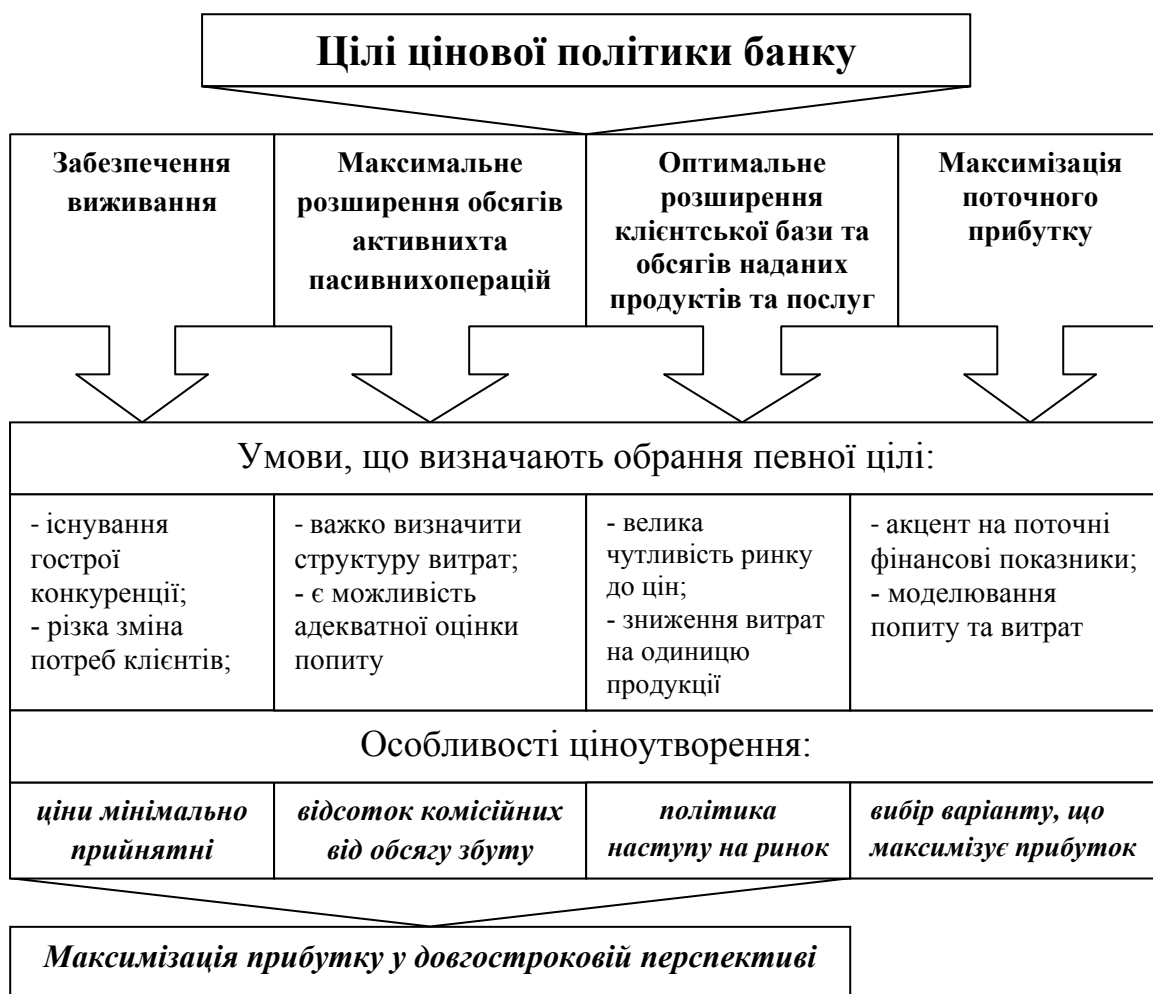 Цілі цінової політики банку
Забезпечення
виживання
Максимальне
розширення обсягів
активнихта
пасивнихоперацій
Оптимальне
розширення
клієнтської бази та
обсягів наданих
продуктів та послуг
Максимізація
поточного
прибутку
Умови, що визначають обрання певної цілі:
- існування
гострої
конкуренції;
- різка зміна
потреб клієнтів;
- важко визначити
структуру витрат;
- є можливість
адекватної оцінки
попиту
- велика
чутливість ринку
до цін;
- зниження витрат
на одиницю
продукції
- акцент на поточні
фінансові показники;
- моделювання
попиту та витрат
Особливості ціноутворення:
ціни мінімально
прийнятні
відсоток комісійних
від обсягу збуту
політика
наступу на ринок
вибір варіанту, що
максимізує прибуток
Максимізація прибутку у довгостроковій перспективі